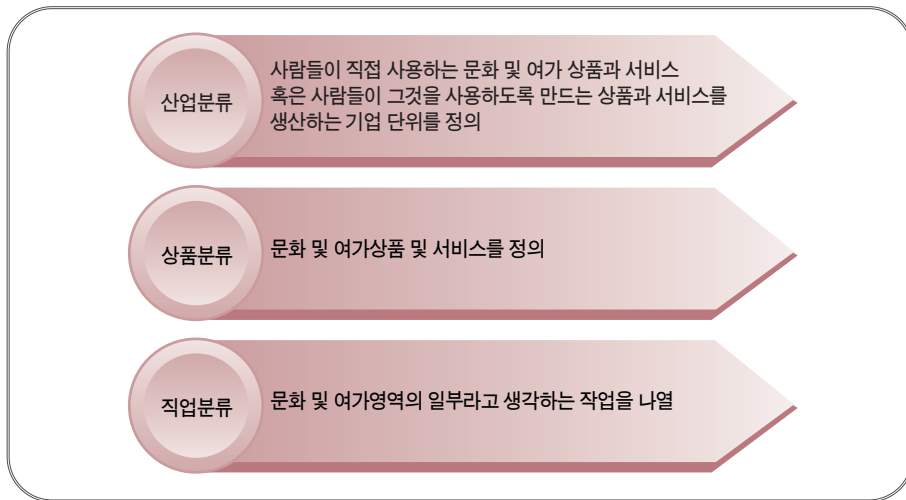 산업분류
사람들이 직접 사용하는 문화 및 여가 상품과 서비스
혹은 사람들이 그것을 사용하도록 만드는 상품과 서비스를
생산하는 기업 단위를 정의
상품분류
문화 및 여가상품 및 서비스를 정의
직업분류
문화 및 여가영역의 일부라고 생각하는 작업을 나열